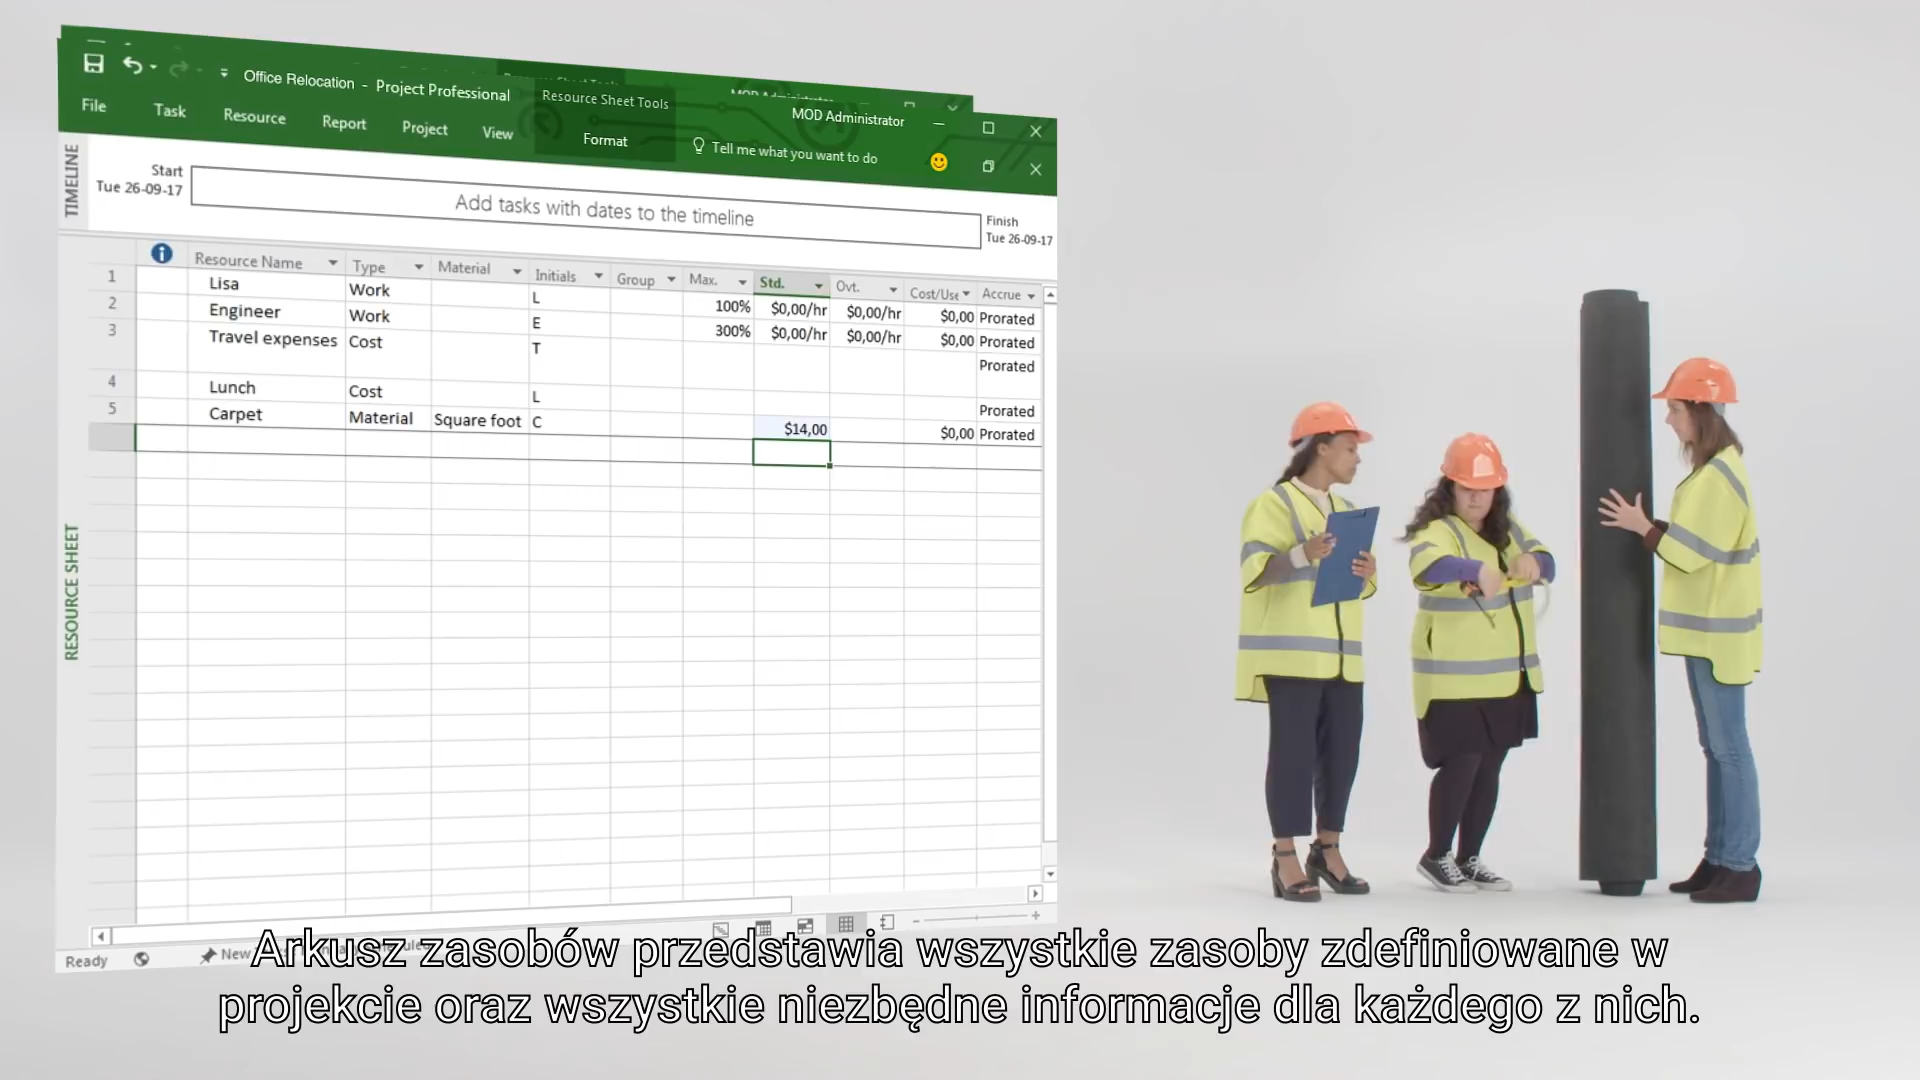 Office Relocation - Project Professional
Resource Sheet Tools
MOD Administrator
File Task Resource Report Project View Format Tell me what you want to do
TIMELINE
Start
Tue 26-09-17
Add tasks with dates to the timeline
Finish
Tue 26-09-17
Resource Name Type Material Initials Group Max. Std. Ovt. Cost/Use Accrue
1 Lisa Work L 100% $0,00/hr $0,00/hr $0,00 Prorated
2 Engineer Work E 300% $0,00/hr $0,00/hr $0,00 Prorated
3 Travel expenses Cost T Prorated
4 Lunch Cost L Prorated
5 Carpet Material Square foot C $14,00 $0,00 Prorated
RESOURCE SHEET
Ready New
Arkusz zasobów przedstawia wszystkie zasoby zdefiniowane w
projekcie oraz wszystkie niezbędne informacje dla każdego z nich.